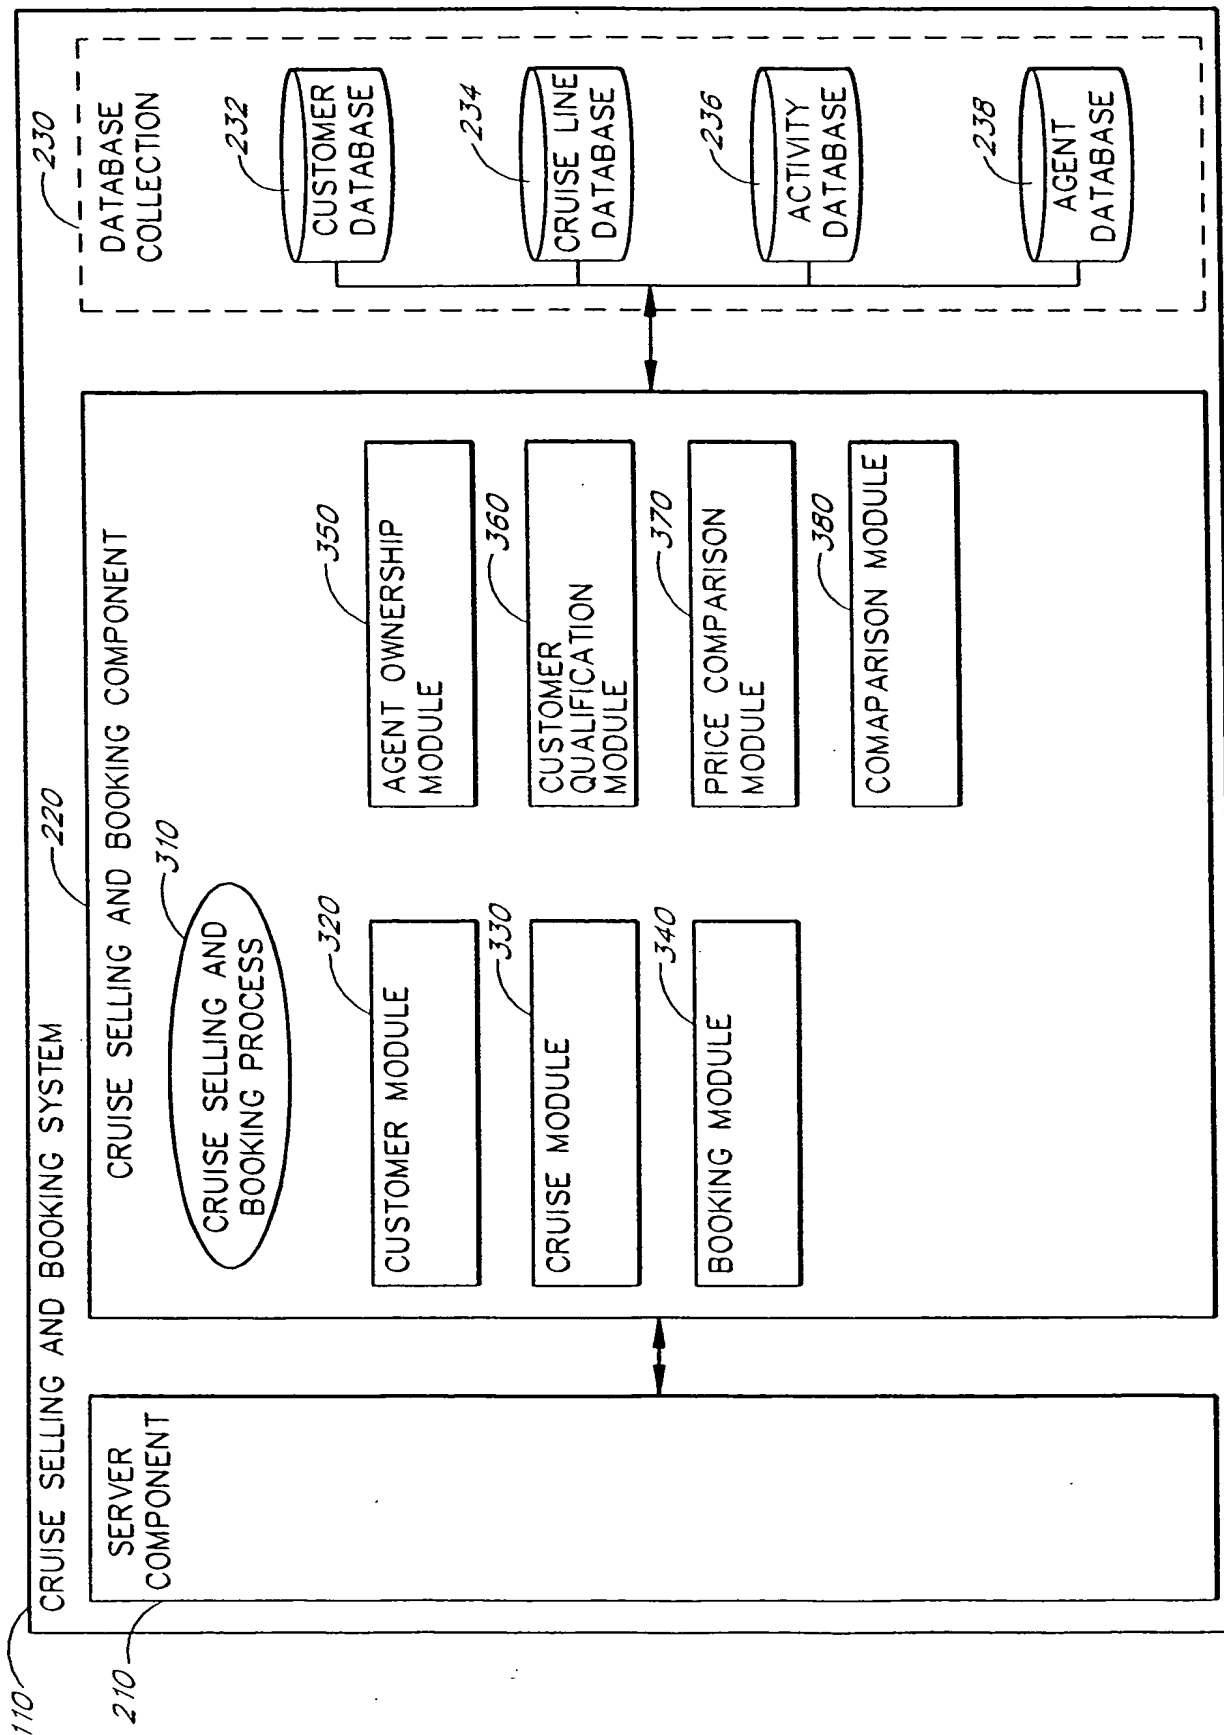 110
CRUISE SELLING AND BOOKING SYSTEM
210
SERVER
COMPONENT
220
CRUISE SELLING AND BOOKING COMPONENT
310
CRUISE SELLING AND
BOOKING PROCESS
320
CUSTOMER MODULE
330
CRUISE MODULE
340
BOOKING MODULE
350
AGENT OWNERSHIP
MODULE
360
CUSTOMER
QUALIFICATION
MODULE
370
PRICE COMPARISON
MODULE
380
COMAPARISON MODULE
230
DATABASE
COLLECTION
232
CUSTOMER
DATABASE
234
CRUISE LINE
DATABASE
236
ACTIVITY
DATABASE
238
AGENT
DATABASE